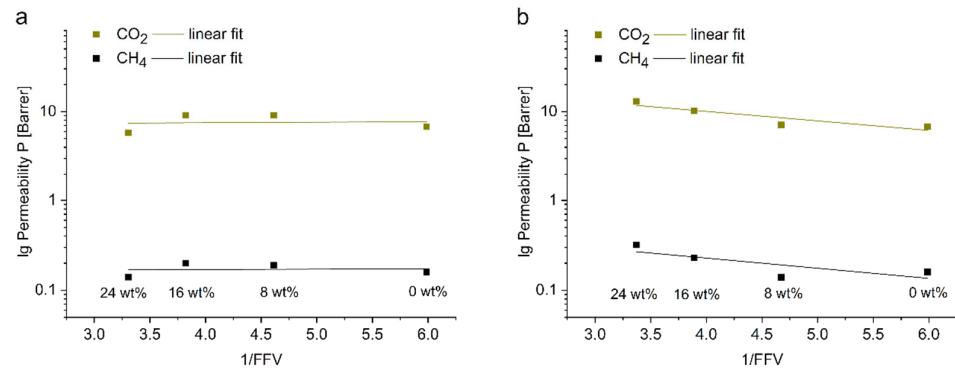 a
CO2 linear fit
CH4 linear fit
lg Permeability P [Barrer]
10
1
0.1
24 wt% 16 wt% 8 wt% 0 wt%
3.0 3.5 4.0 4.5 5.0 5.5 6.0
1/FFV
b
CO2 linear fit
CH4 linear fit
lg Permeability P [Barrer]
10
1
0.1
24 wt% 16 wt% 8 wt% 0 wt%
3.0 3.5 4.0 4.5 5.0 5.5 6.0
1/FFV